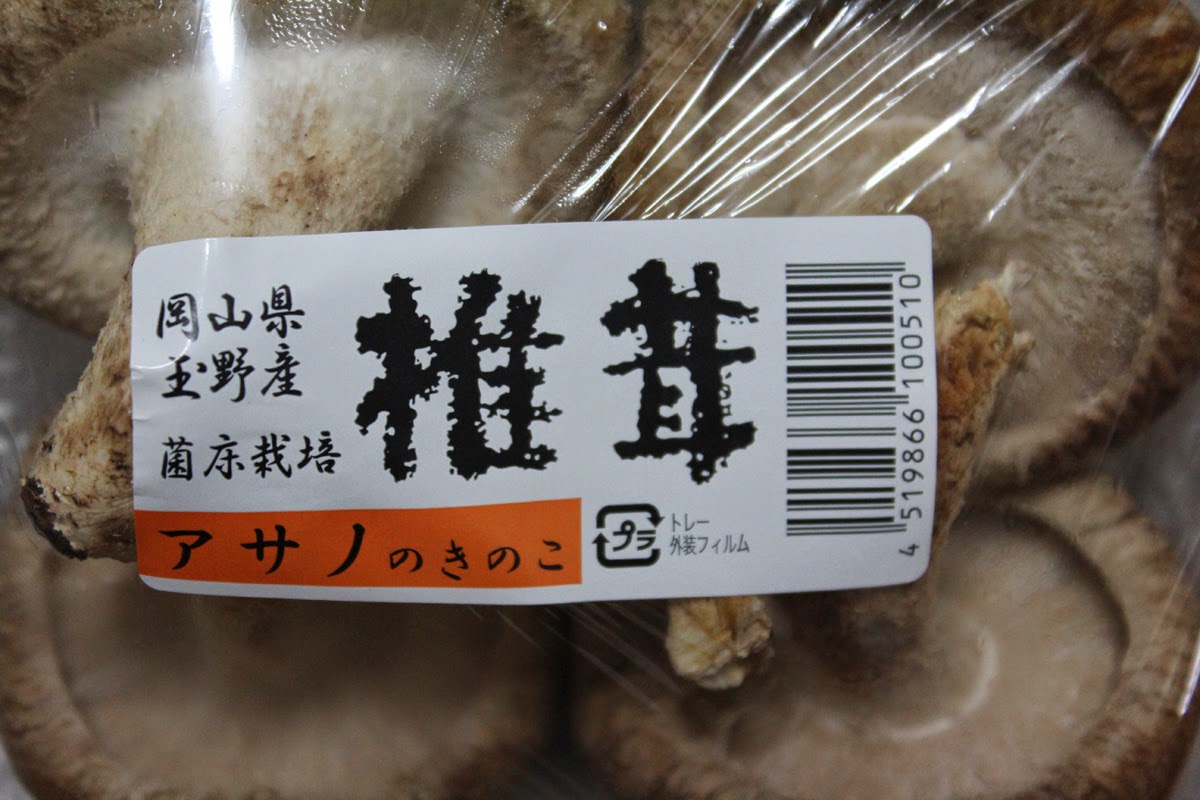 岡山県
玉野産
菌床栽培
椎茸
アサノのきのこ
プラ
トレー
外装フィルム
4 519866 100510